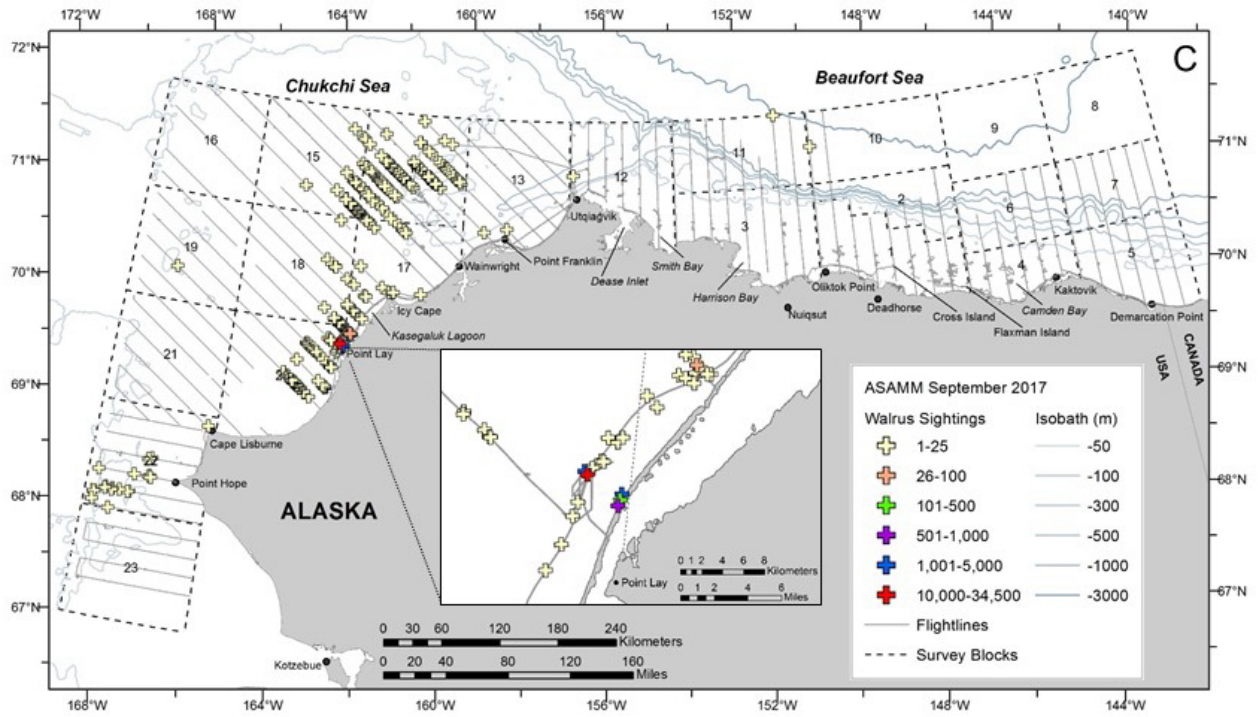 172°W 168°W 164°W 160°W 156°W 152°W 148°W 144°W 140°W
72°N
C
Chukchi Sea
Beaufort Sea
8
9
10
16
15
71°N
71°N
11
13
12
7
2
6
Utqiaġvik
3
19
18
17
5
4
70°N
70°N
Wainwright
Point Franklin
Dease Inlet
Smith Bay
Harrison Bay
Oliktok Point
Kaktovik
Nuiqsut
Deadhorse
Cross Island
Camden Bay
Demarcation Point
Flaxman Island
Icy Cape
Kasegaluk Lagoon
21
Point Lay
CANADA
USA
69°N
69°N
Cape Lisburne
22
Point Hope
68°N
68°N
ALASKA
23
67°N
67°N
Kotzebue
Point Lay
0 1 2 4 6 8
Kilometers
0 1 2 4 6
Miles
0 30 60 120 180 240
Kilometers
0 20 40 80 120 160
Miles
ASAMM September 2017
Walrus Sightings Isobath (m)
1-25 -50
26-100 -100
101-500 -300
501-1,000 -500
1,001-5,000 -1000
10,000-34,500 -3000
Flightlines
Survey Blocks
168°W 164°W 160°W 156°W 152°W 148°W 144°W